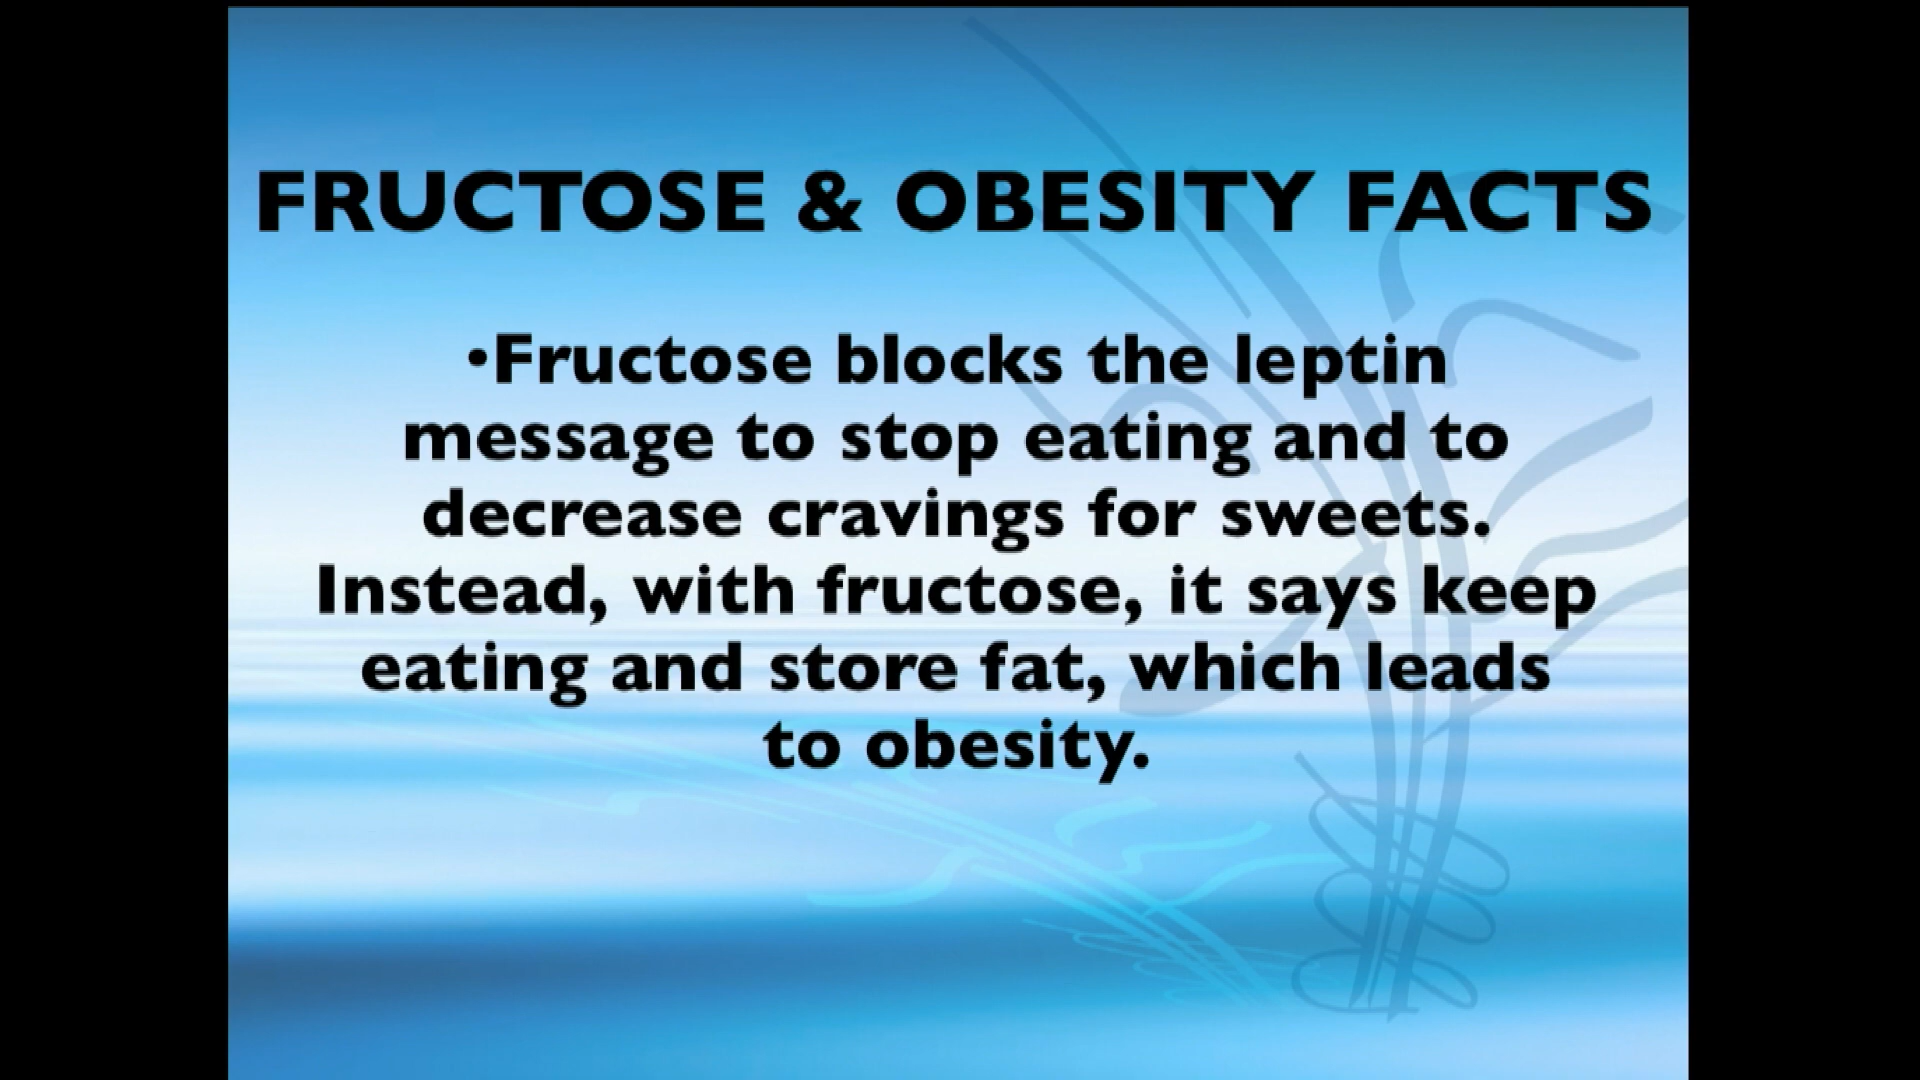 FRUCTOSE & OBESITY FACTS
•Fructose blocks the leptin
message to stop eating and to
decrease cravings for sweets.
Instead, with fructose, it says keep
eating and store fat, which leads
to obesity.